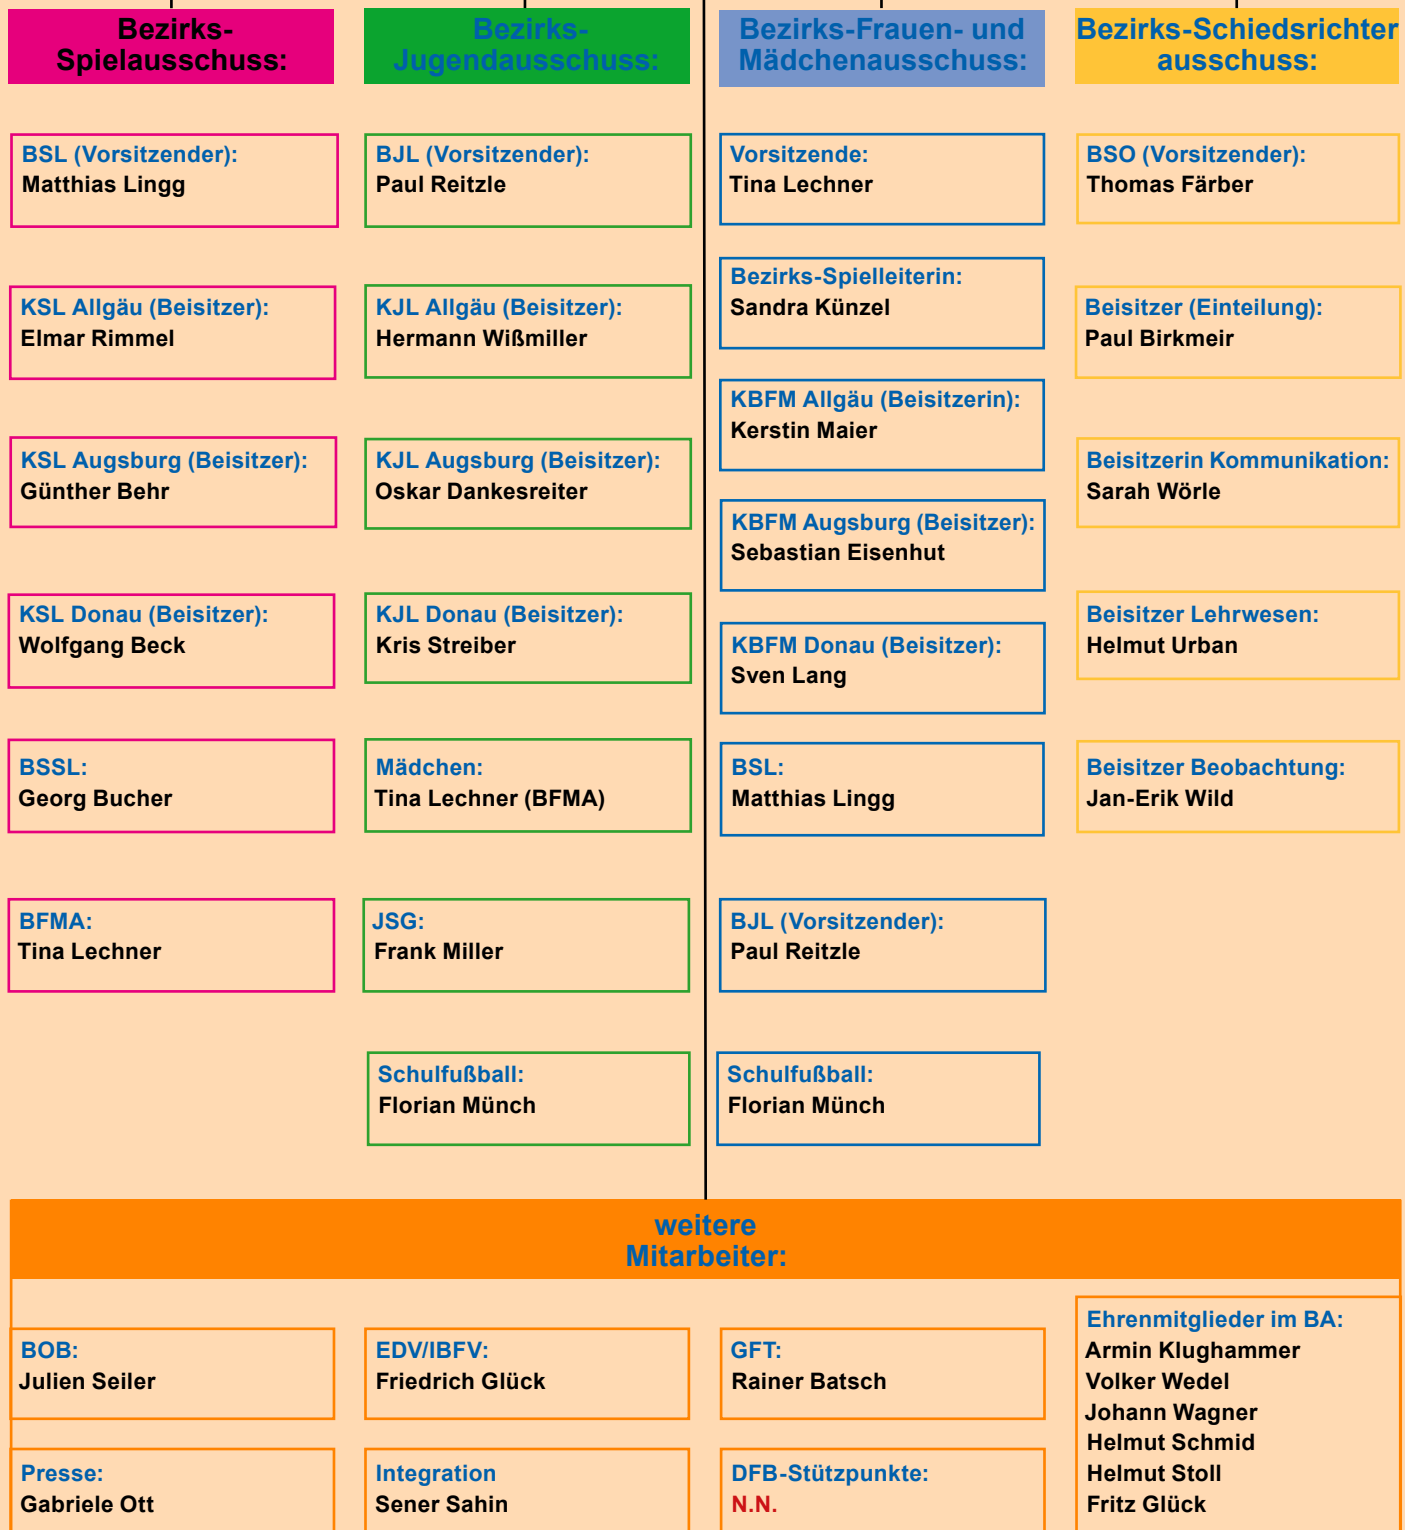 Bezirks-
Spielausschuss:
BSL (Vorsitzender):
Matthias Lingg
KSL Allgäu (Beisitzer):
Elmar Rimmel
KSL Augsburg (Beisitzer):
Günther Behr
KSL Donau (Beisitzer):
Wolfgang Beck
BSSL:
Georg Bucher
BFMA:
Tina Lechner
Bezirks-
Jugendausschuss:
BJL (Vorsitzender):
Paul Reitzle
KJL Allgäu (Beisitzer):
Hermann Wißmiller
KJL Augsburg (Beisitzer):
Oskar Dankesreiter
KJL Donau (Beisitzer):
Kris Streiber
Mädchen:
Tina Lechner (BFMA)
JSG:
Frank Miller
Schulfußball:
Florian Münch
Bezirks-Frauen- und
Mädchenausschuss:
Vorsitzende:
Tina Lechner
Bezirks-Spielleiterin:
Sandra Künzel
KBFM Allgäu (Beisitzerin):
Kerstin Maier
KBFM Augsburg (Beisitzer):
Sebastian Eisenhut
KBFM Donau (Beisitzer):
Sven Lang
BSL:
Matthias Lingg
BJL (Vorsitzender):
Paul Reitzle
Schulfußball:
Florian Münch
Bezirks-Schiedsrichter
ausschuss:
BSO (Vorsitzender):
Thomas Färber
Beisitzer (Einteilung):
Paul Birkmeir
Beisitzerin Kommunikation:
Sarah Wörle
Beisitzer Lehrwesen:
Helmut Urban
Beisitzer Beobachtung:
Jan-Erik Wild
weitere
Mitarbeiter:
BOB:
Julien Seiler
Presse:
Gabriele Ott
EDV/IBFV:
Friedrich Glück
Integration
Sener Sahin
GFT:
Rainer Batsch
DFB-Stützpunkte:
N.N.
Ehrenmitglieder im BA:
Armin Klughammer
Volker Wedel
Johann Wagner
Helmut Schmid
Helmut Stoll
Fritz Glück